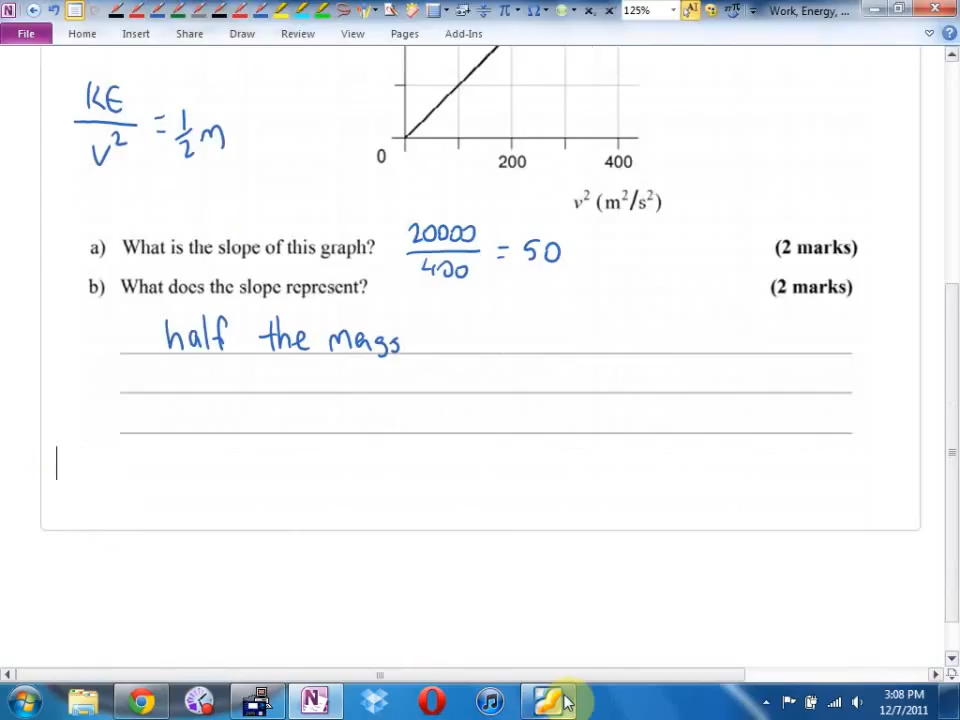 125%
Work, Energy, ...
File Home Insert Share Draw Review View Pages Add-Ins
KE
v² = ½ m
0 200 400
v² (m²/s²)
a) What is the slope of this graph? 20000/400 = 50 (2 marks)
b) What does the slope represent? (2 marks)
half the mass
3:08 PM
12/7/2011